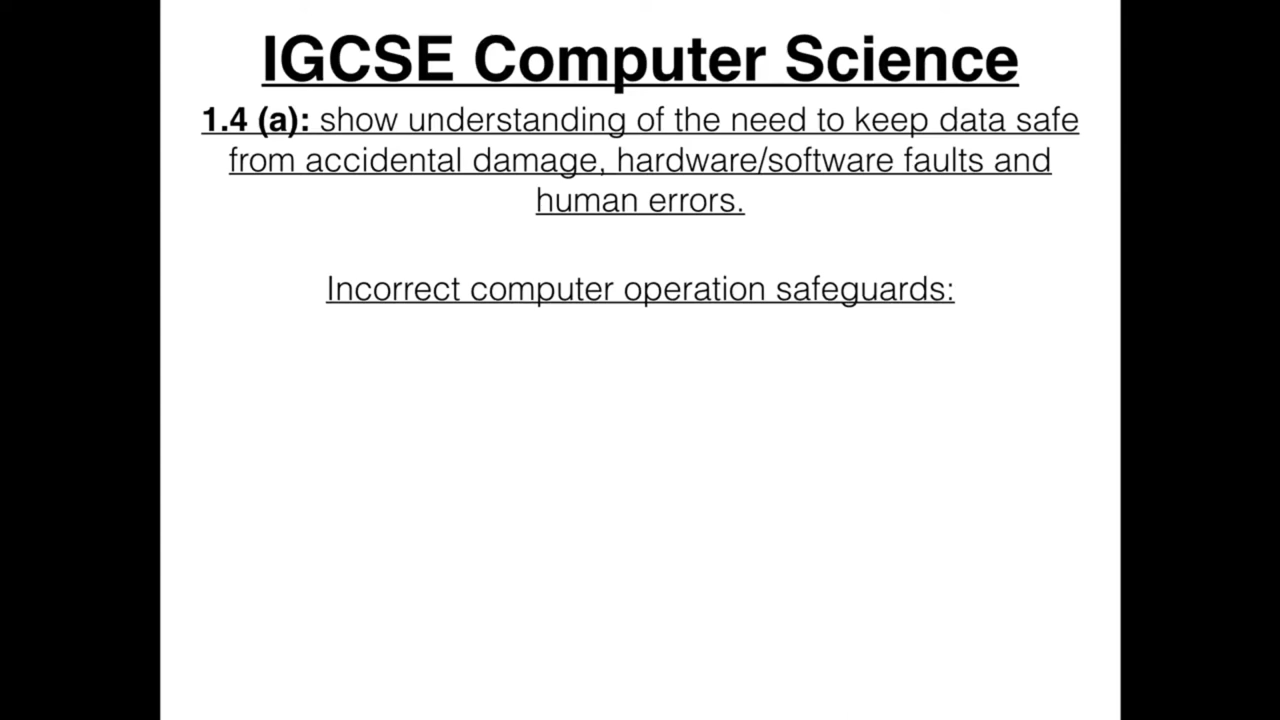 IGCSE Computer Science
1.4 (a): show understanding of the need to keep data safe
from accidental damage, hardware/software faults and
human errors.
Incorrect computer operation safeguards: